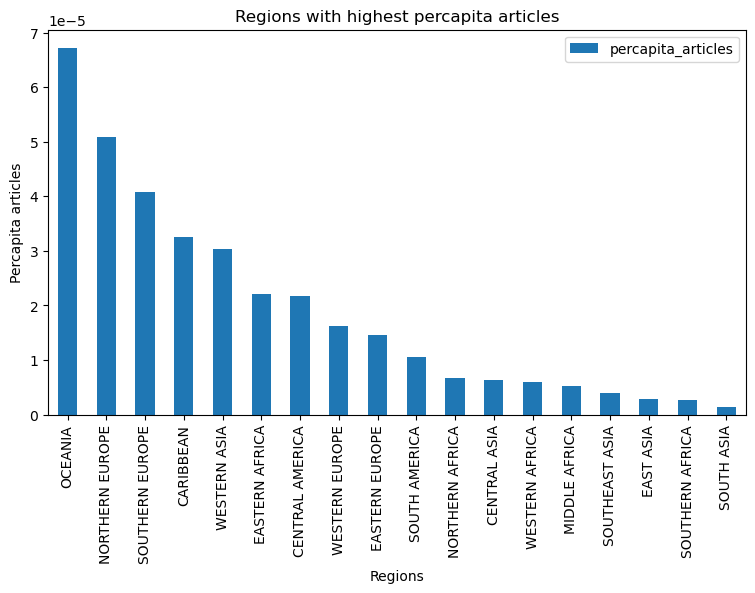 Regions with highest percapita articles
1e−5
percapita_articles
7
6
5
4
3
2
1
0
Percapita articles
OCEANIA
NORTHERN EUROPE
SOUTHERN EUROPE
CARIBBEAN
WESTERN ASIA
EASTERN AFRICA
CENTRAL AMERICA
WESTERN EUROPE
EASTERN EUROPE
SOUTH AMERICA
NORTHERN AFRICA
CENTRAL ASIA
WESTERN AFRICA
MIDDLE AFRICA
SOUTHEAST ASIA
EAST ASIA
SOUTHERN AFRICA
SOUTH ASIA
Regions